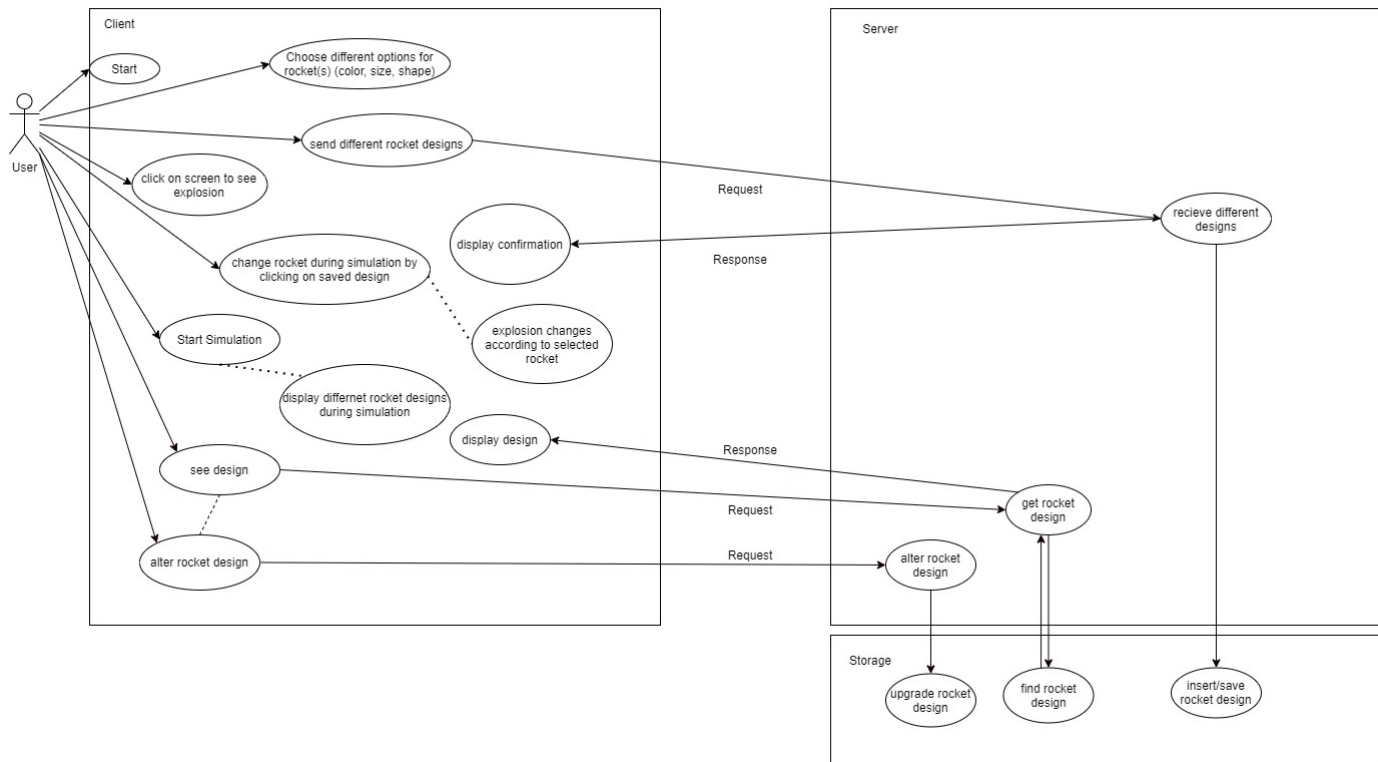 Client
Server
Start
Choose different options for
rocket(s) (color, size, shape)
User
send different rocket designs
click on screen to see
explosion
Request
recieve different
designs
display confirmation
Response
change rocket during simulation by
clicking on saved design
Start Simulation
explosion changes
according to selected
rocket
display differnet rocket designs
during simulation
display design
Response
see design
Request
get rocket
design
alter rocket design
Request
alter rocket
design
Storage
upgrade rocket
design
find rocket
design
insert/save
rocket design